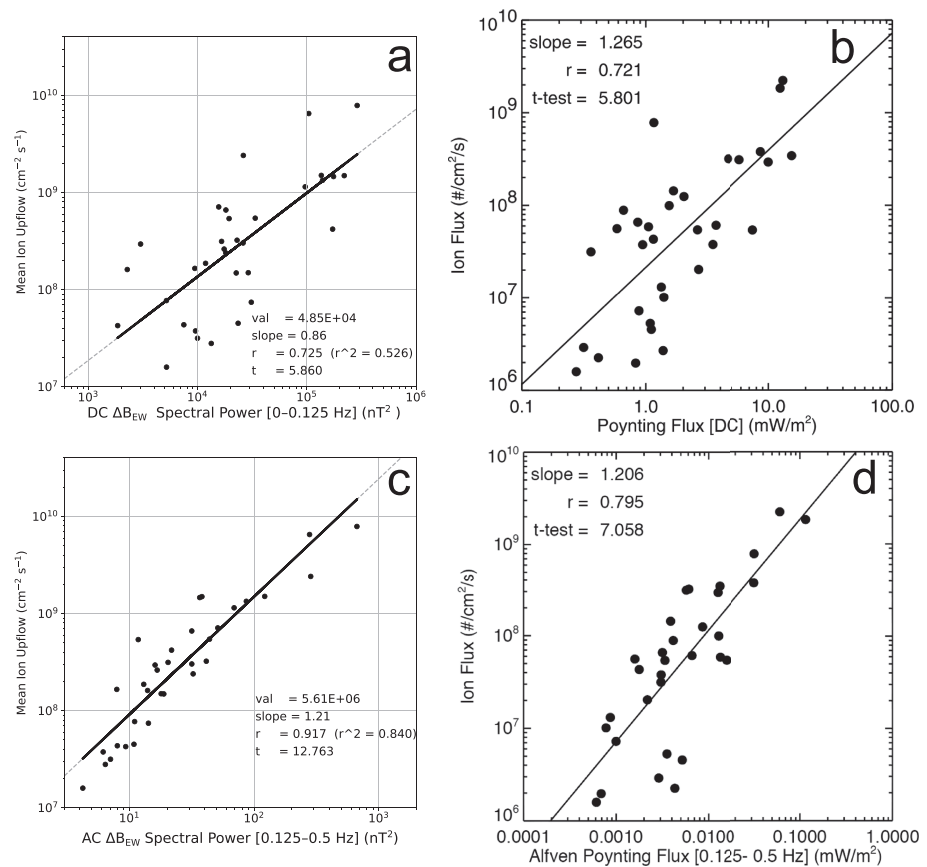 a
Mean Ion Upflow (cm⁻² s⁻¹)
10¹⁰
10⁹
10⁸
10⁷
val = 4.85E+04
slope = 0.86
r = 0.725 (r^2 = 0.526)
t = 5.860
10³ 10⁴ 10⁵ 10⁶
DC ΔB_EW Spectral Power [0–0.125 Hz] (nT²)
b
slope = 1.265
r = 0.721
t-test = 5.801
Ion Flux (#/cm²/s)
10¹⁰
10⁹
10⁸
10⁷
10⁶
0.1 1.0 10.0 100.0
Poynting Flux [DC] (mW/m²)
c
Mean Ion Upflow (cm⁻² s⁻¹)
10¹⁰
10⁹
10⁸
10⁷
val = 5.61E+06
slope = 1.21
r = 0.917 (r^2 = 0.840)
t = 12.763
10¹ 10² 10³
AC ΔB_EW Spectral Power [0.125–0.5 Hz] (nT²)
d
slope = 1.206
r = 0.795
t-test = 7.058
Ion Flux (#/cm²/s)
10¹⁰
10⁹
10⁸
10⁷
10⁶
0.0001 0.0010 0.0100 0.1000 1.0000
Alfven Poynting Flux [0.125- 0.5 Hz] (mW/m²)